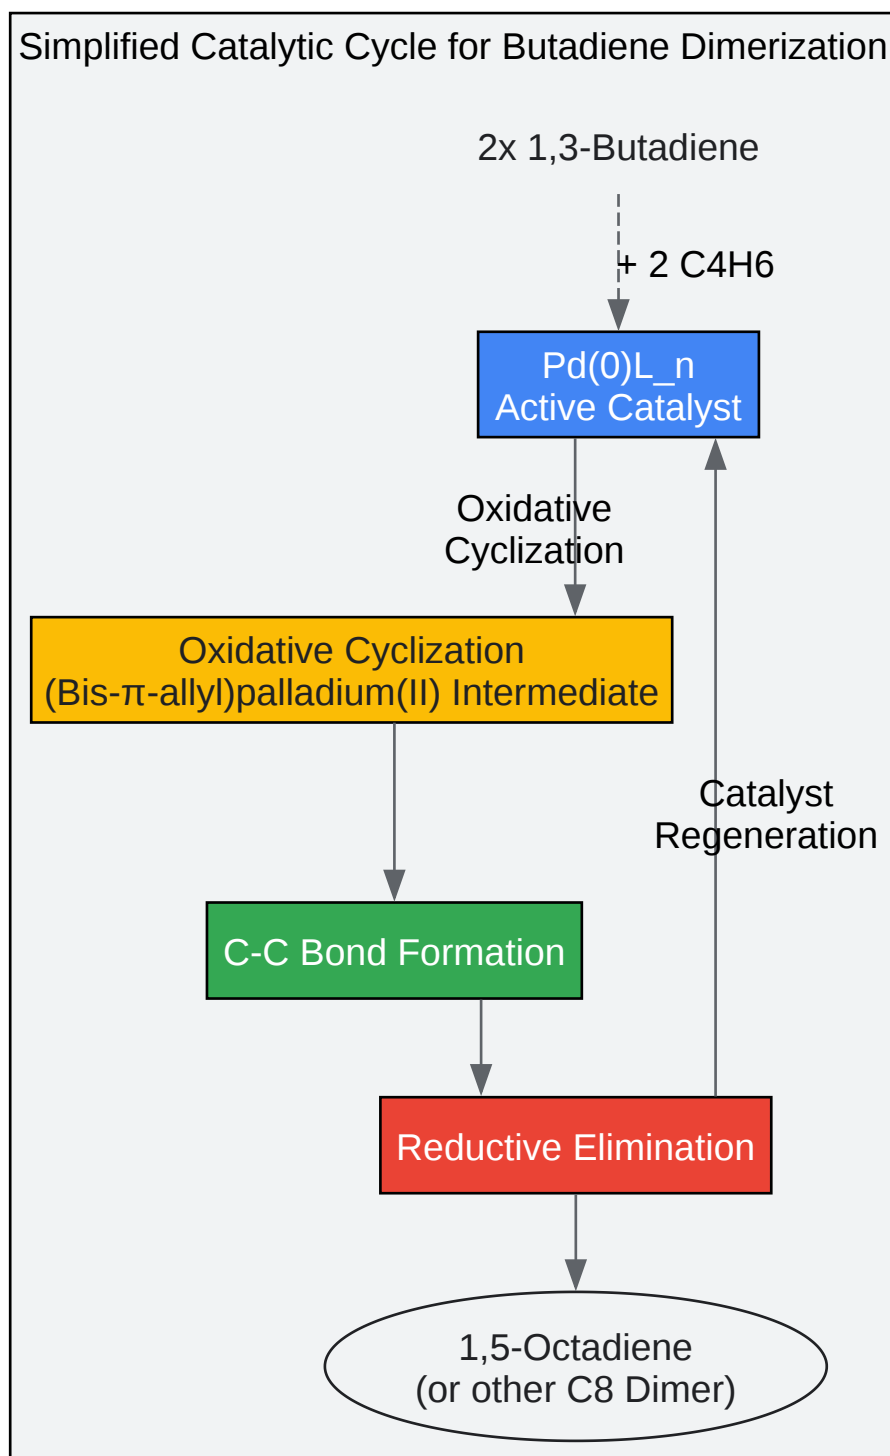 Simplified Catalytic Cycle for Butadiene Dimerization
2x 1,3-Butadiene
+ 2 C4H6
Pd(0)L_n
Active Catalyst
Oxidative
Cyclization
Oxidative Cyclization
(Bis-π-allyl)palladium(II) Intermediate
Catalyst
Regeneration
C-C Bond Formation
Reductive Elimination
1,5-Octadiene
(or other C8 Dimer)